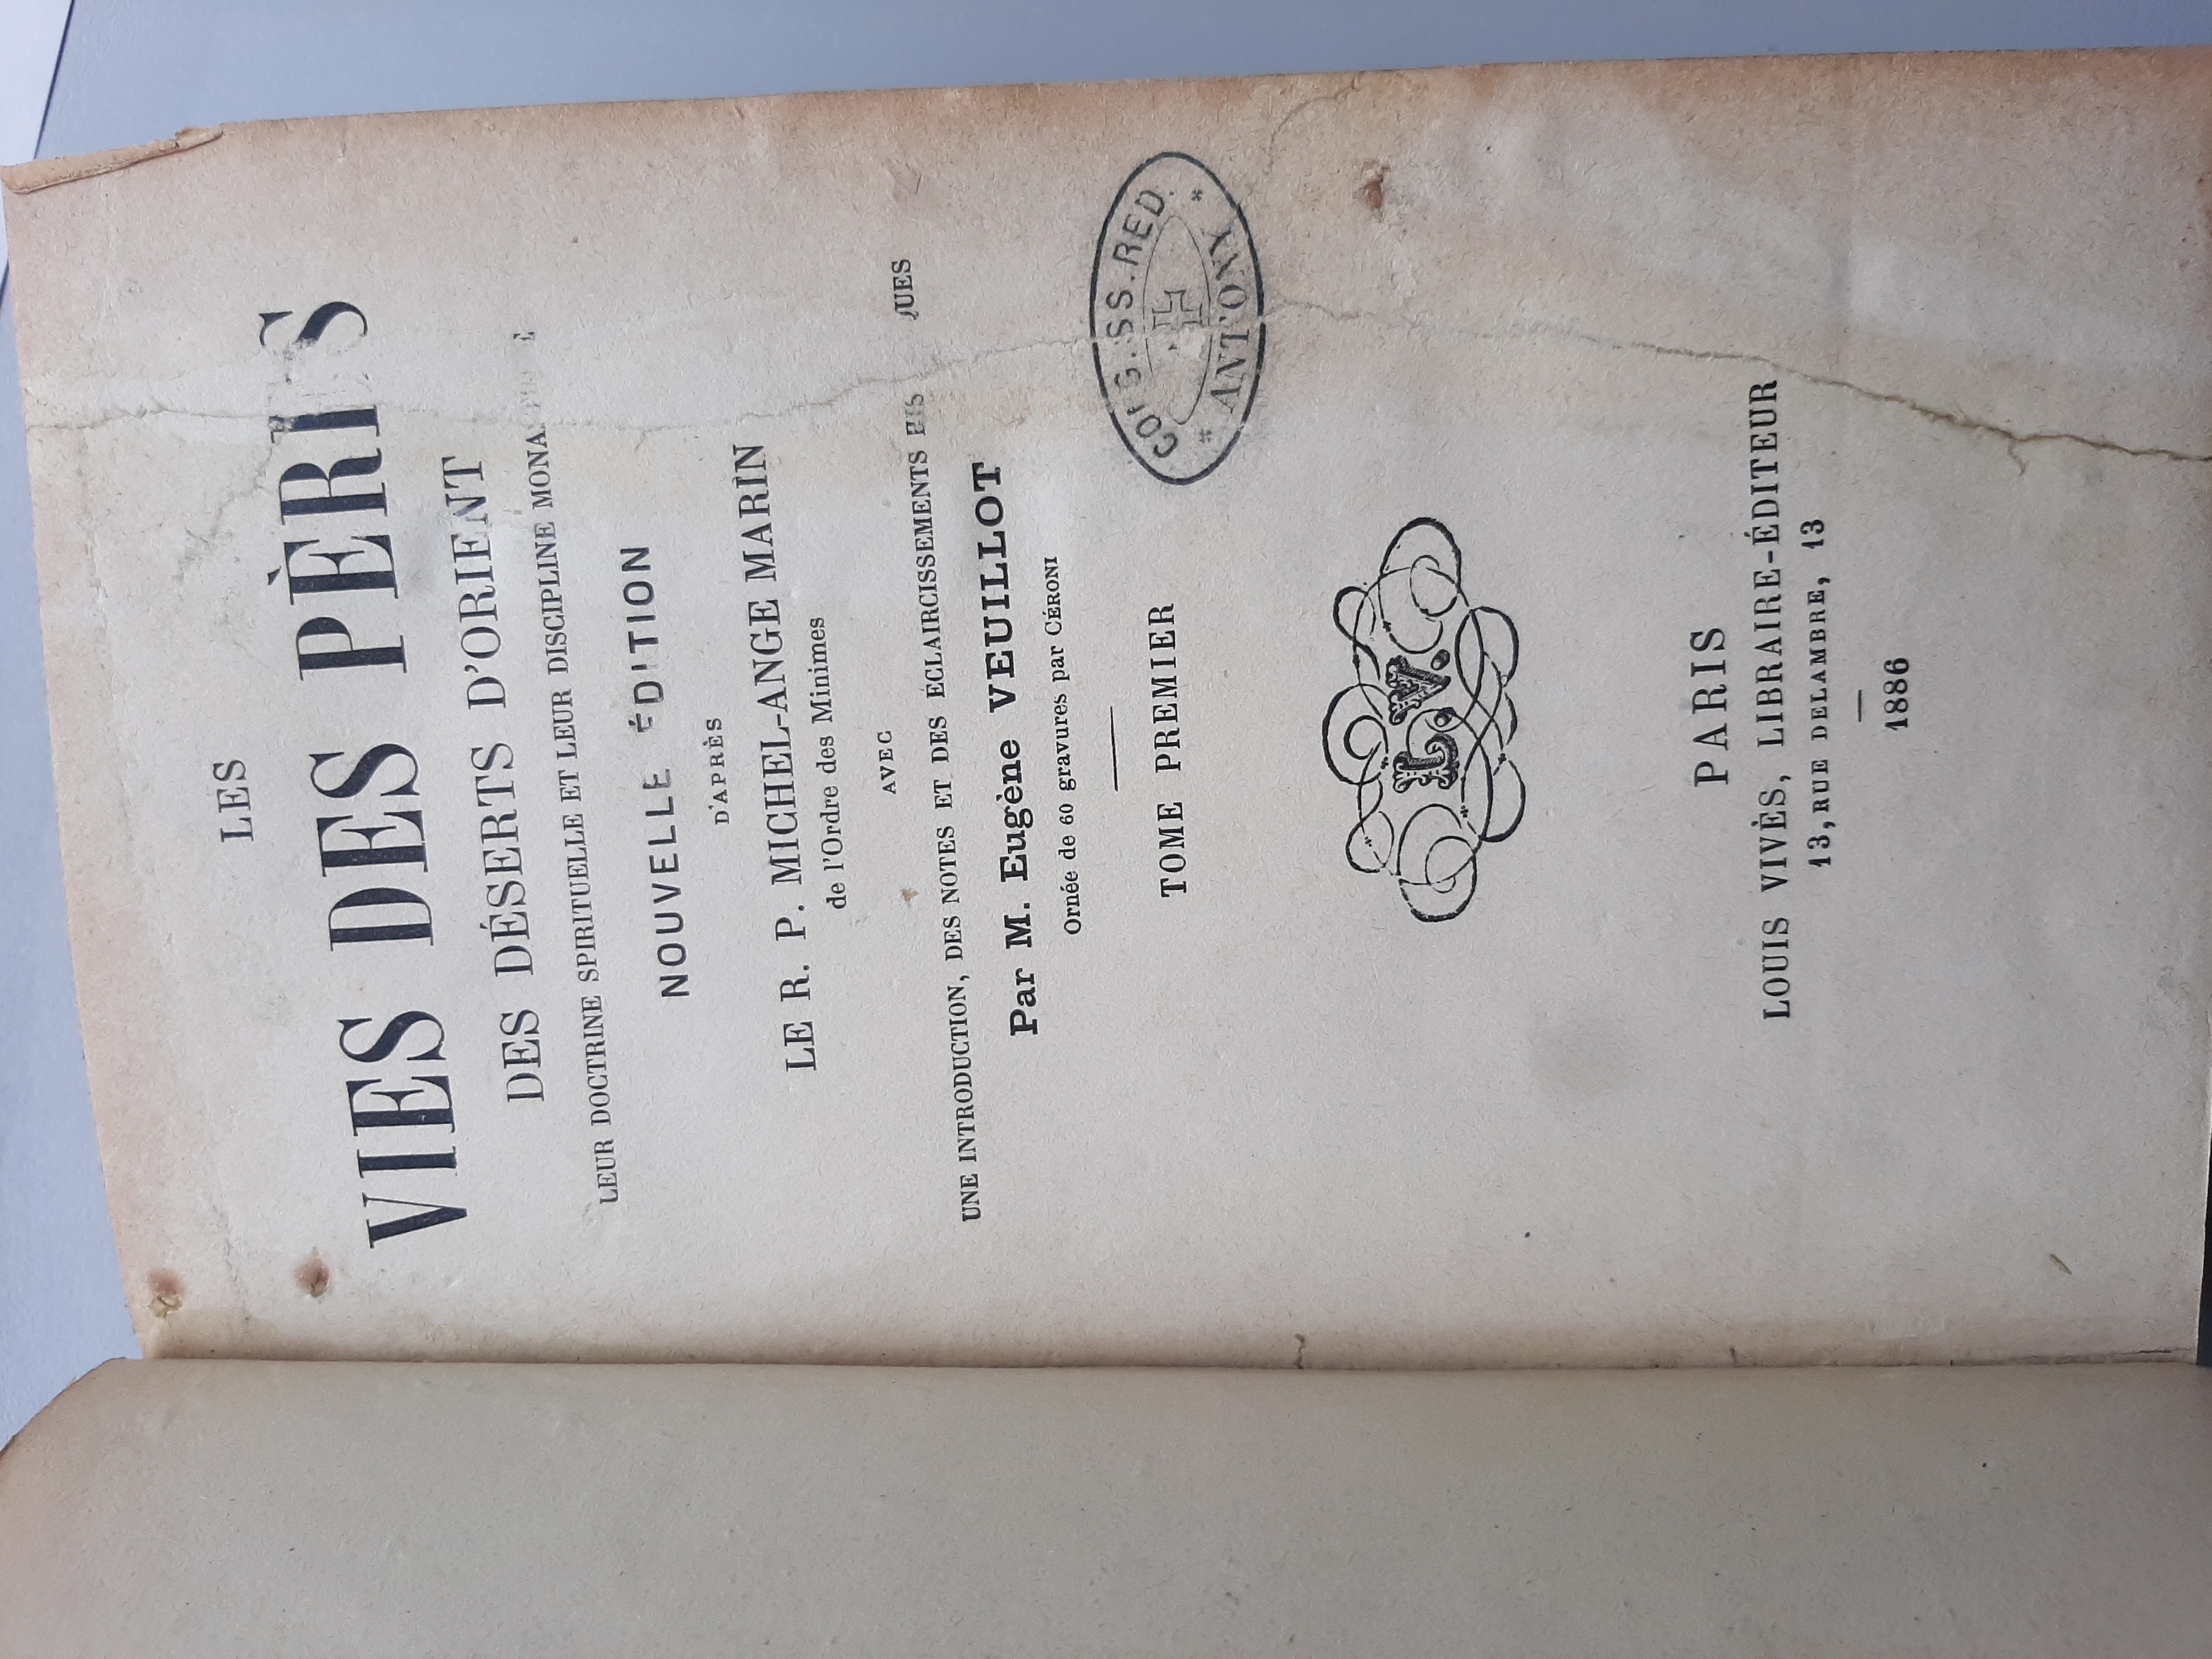 LES
VIES DES PÈRES
DES DÉSERTS D'ORIENT
LEUR DOCTRINE SPIRITUELLE ET LEUR DISCIPLINE
NOUVELLE ÉDITION
D'APRÈS
LE R. P. MICHEL-ANGE MARIN
de l'Ordre des Minimes
AVEC
UNE INTRODUCTION, DES NOTES ET DES ÉCLAIRCISSEMENTS
Par M. Eugène VEUILLOT
Ornée de 60 gravures par CÉRONI
TOME PREMIER
SS. RED.
* ANTONY *
L. V.
PARIS
LOUIS VIVÈS, LIBRAIRE-ÉDITEUR
13, RUE DELAMBRE, 13
1886